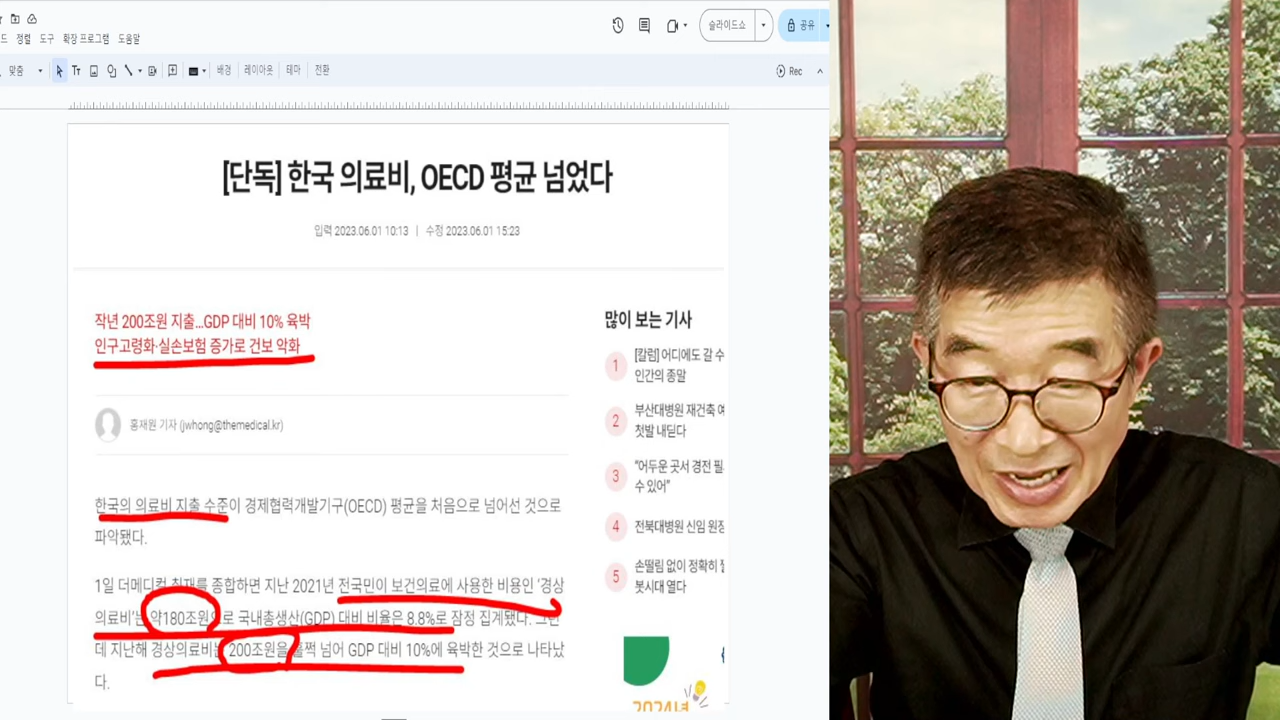 정렬 도구 확장 프로그램 도움말
슬라이드쇼
공유
맞춤
배경 레이아웃 테마 전환
Rec
[단독] 한국 의료비, OECD 평균 넘었다
입력 2023.06.01 10:13 | 수정 2023.06.01 15:23
작년 200조원 지출...GDP 대비 10% 육박
인구고령화·실손보험 증가로 건보 악화
홍재원 기자 (jwhong@themedical.kr)
한국의 의료비 지출 수준이 경제협력개발기구(OECD) 평균을 처음으로 넘어선 것으로
파악됐다.
1일 더메디컬 취재를 종합하면 지난 2021년 전국민이 보건의료에 사용한 비용인 '경상
의료비'는 약180조원으로 국내총생산(GDP) 대비 비율은 8.8%로 잠정 집계됐다. 그런
데 지난해 경상의료비는 200조원을 훌쩍 넘어 GDP 대비 10%에 육박한 것으로 나타났
다.
많이 보는 기사
1 [칼럼] 어디에도 갈 수
인간의 종말
2 부산대병원 재건축
첫발 내딛다
3 "어두운 곳서 경전
수 있어"
4 전북대병원 신임 원장
5 손떨림 없이 정확히
봇시대 열다
2024년